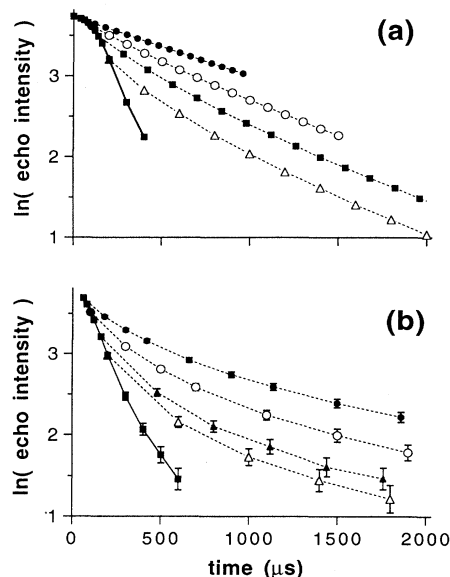 (a)
ln( echo intensity )
3
2
1
(b)
ln( echo intensity )
3
2
1
0
500
1000
1500
2000
time (μs)